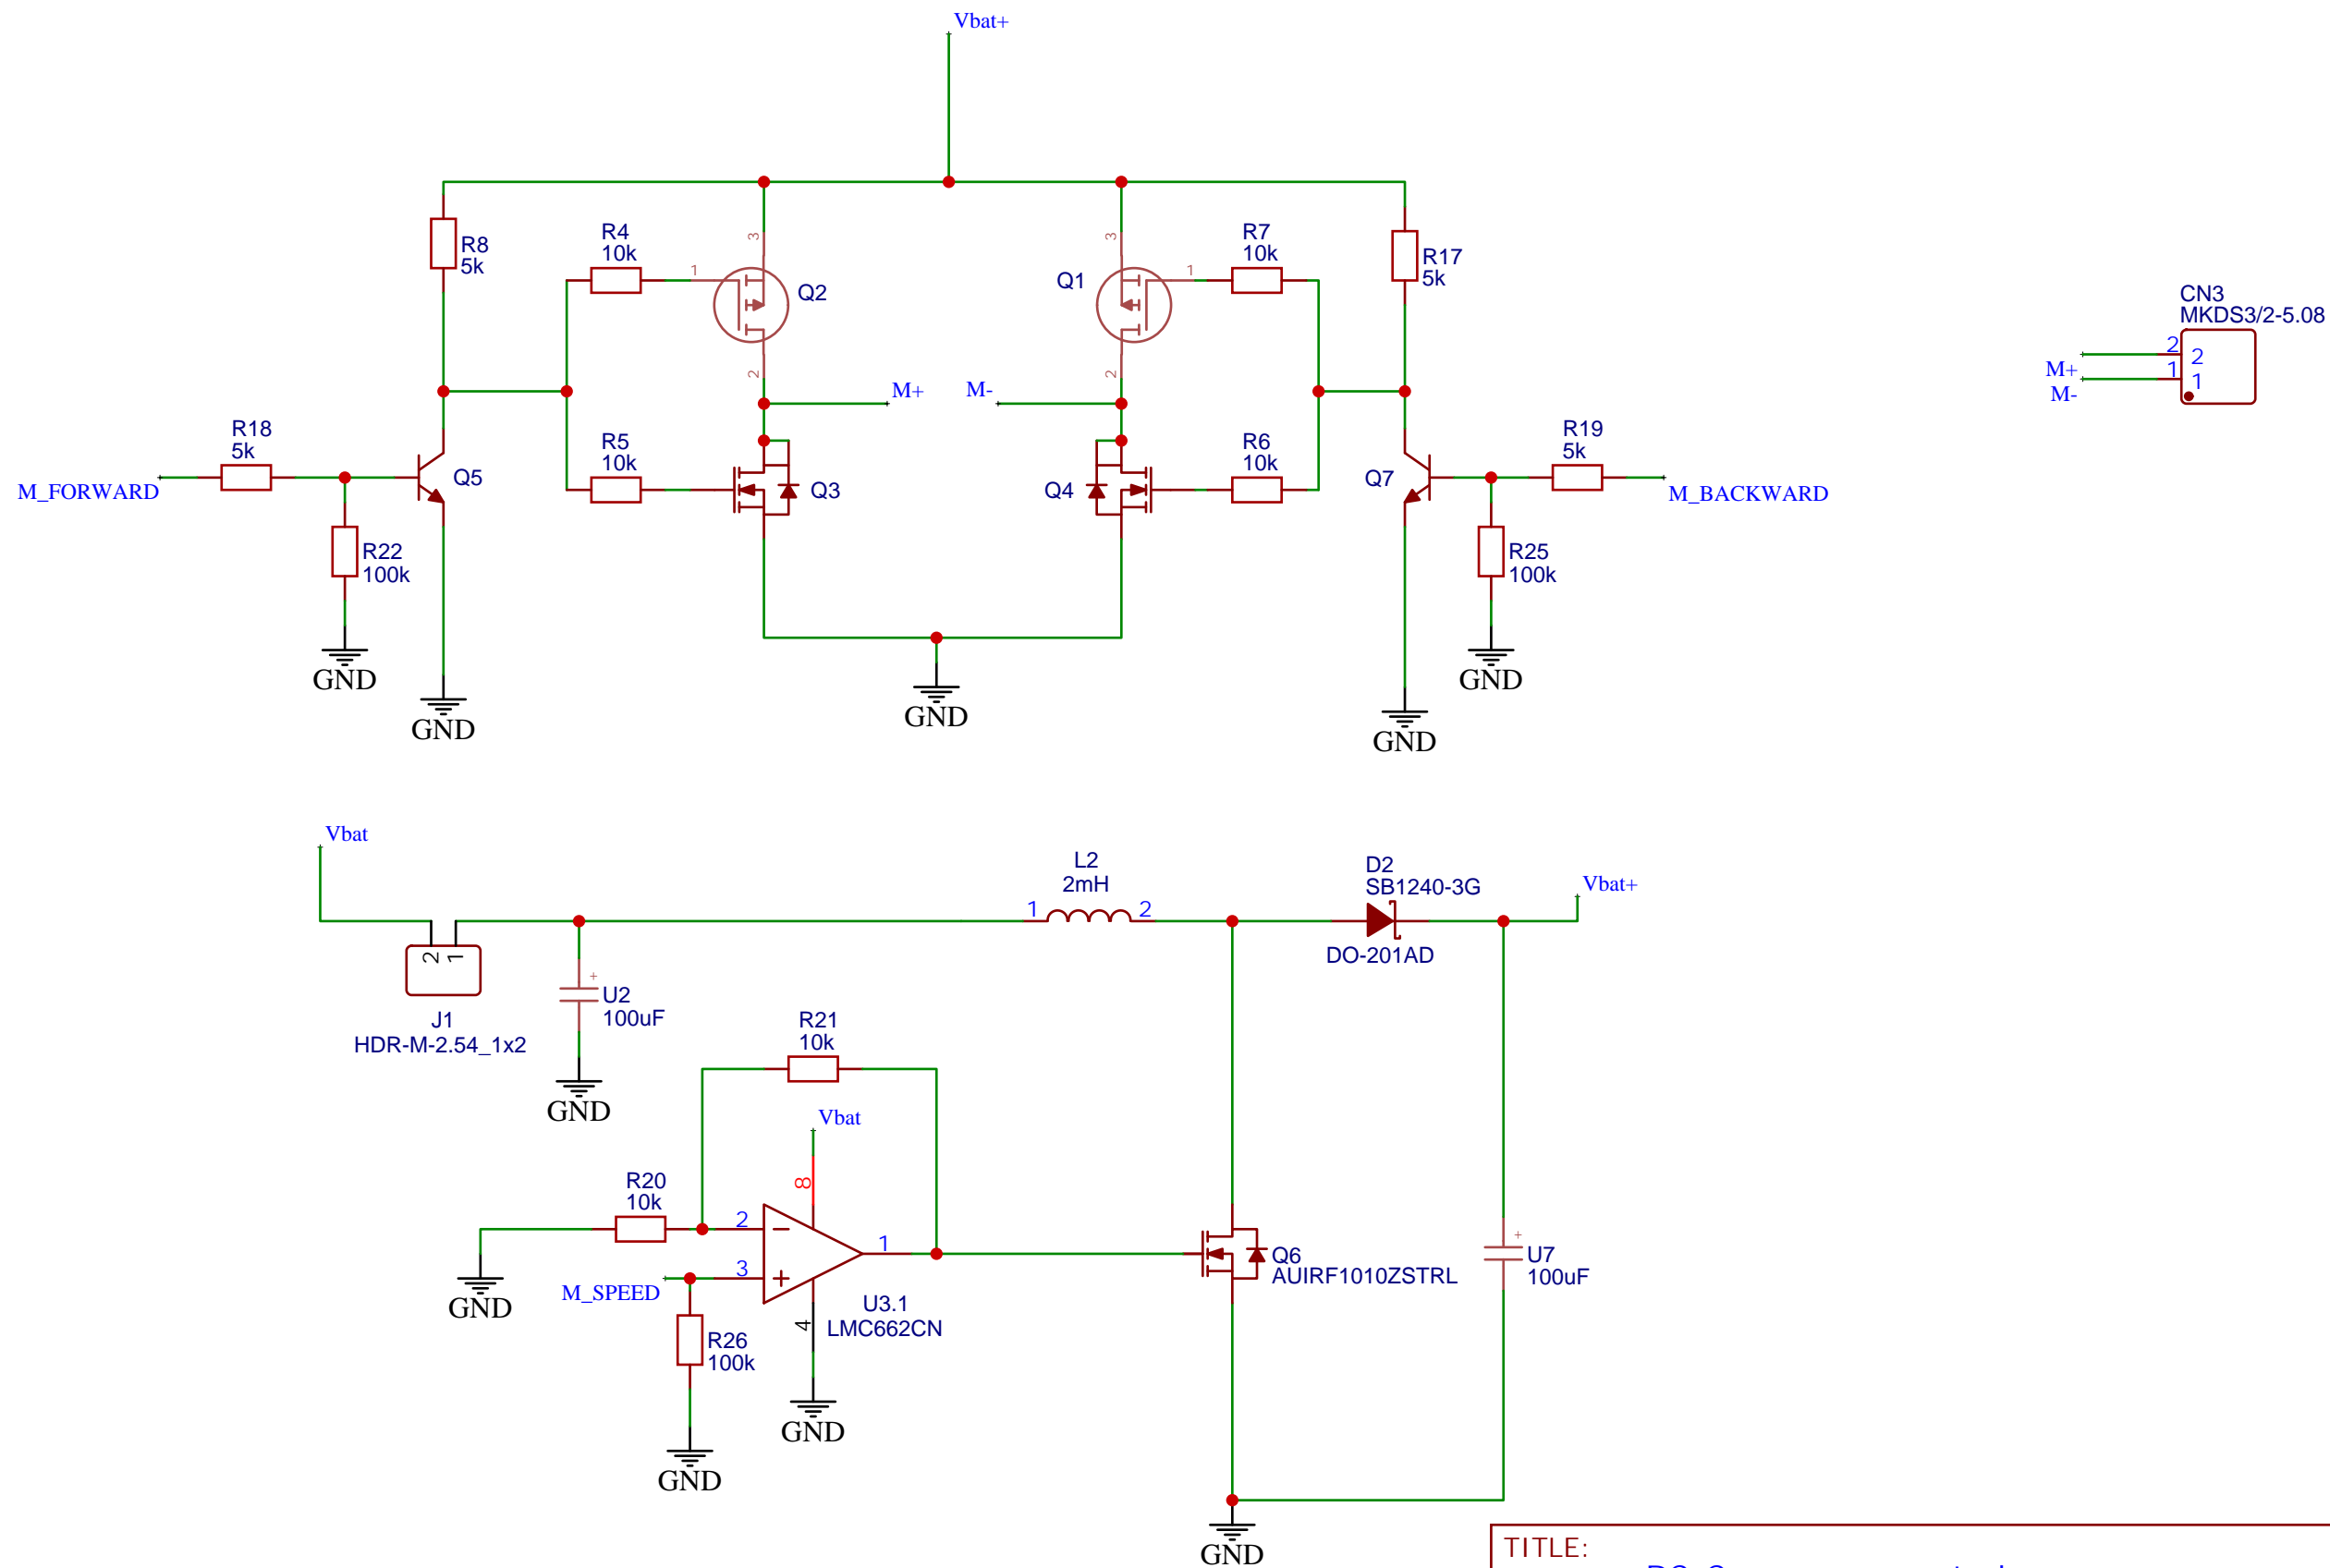 Vbat+
R8
5k
R4
10k
3
1
Q2
2
M+
R5
10k
Q3
R18
5k
M_FORWARD
Q5
R22
100k
GND
GND
3
Q1
1
R7
10k
2
M-
R6
10k
Q4
GND
R17
5k
Q7
R19
5k
M_BACKWARD
R25
100k
GND
GND
CN3
MKDS3/2-5.08
M+
M-
2
1
2
1
Vbat
2
1
J1
HDR-M-2.54_1x2
+
U2
100uF
GND
L2
2mH
1
2
D2
SB1240-3G
DO-201AD
Vbat+
R21
10k
Vbat
8
R20
10k
2
3
1
GND
M_SPEED
R26
100k
GND
4
U3.1
LMC662CN
GND
Q6
AUIRF1010ZSTRL
+
U7
100uF
GND
TITLE: